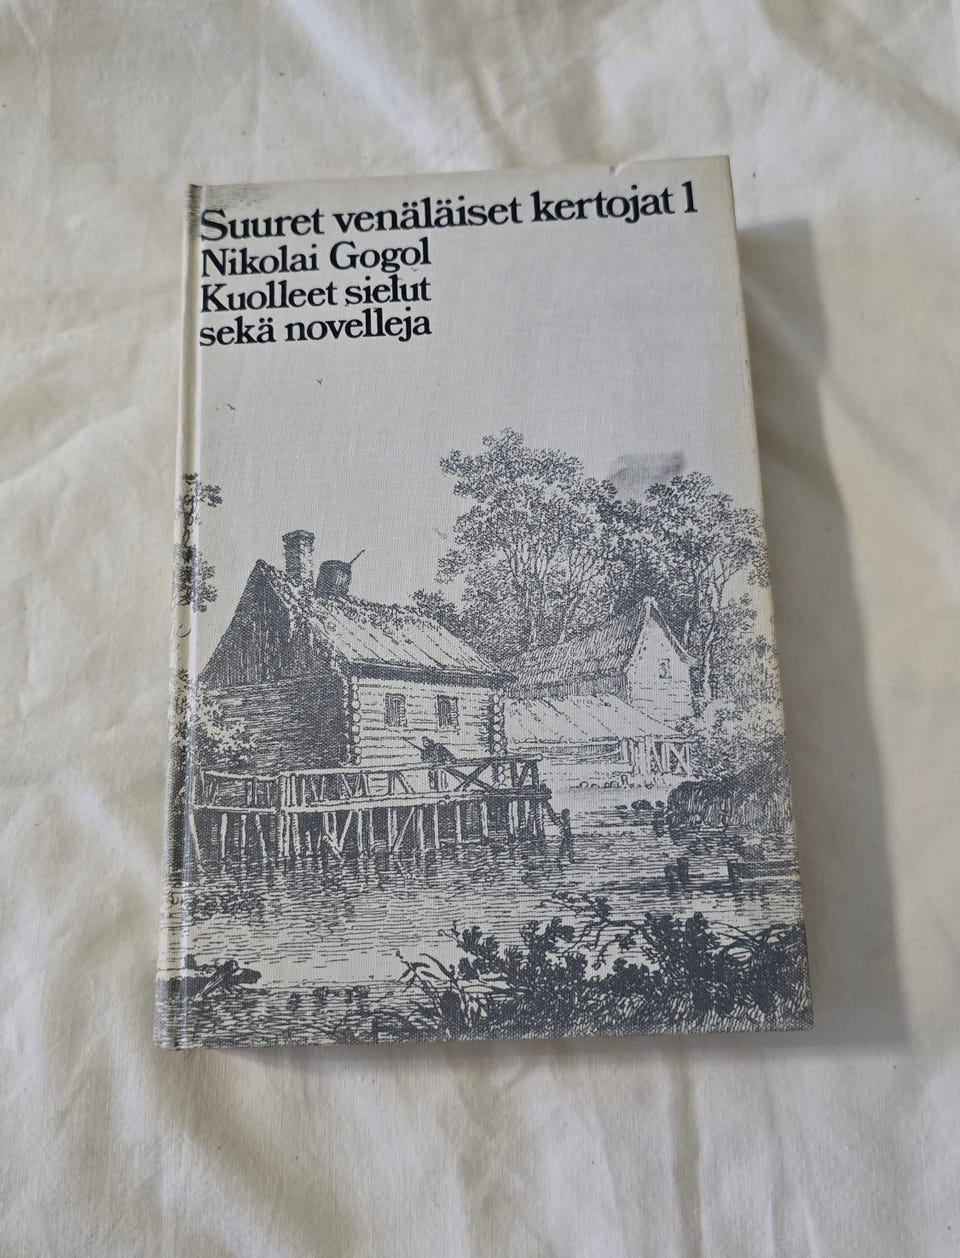 Suuret venäläiset kertojat 1
Nikolai Gogol
Kuolleet sielut
sekä novelleja